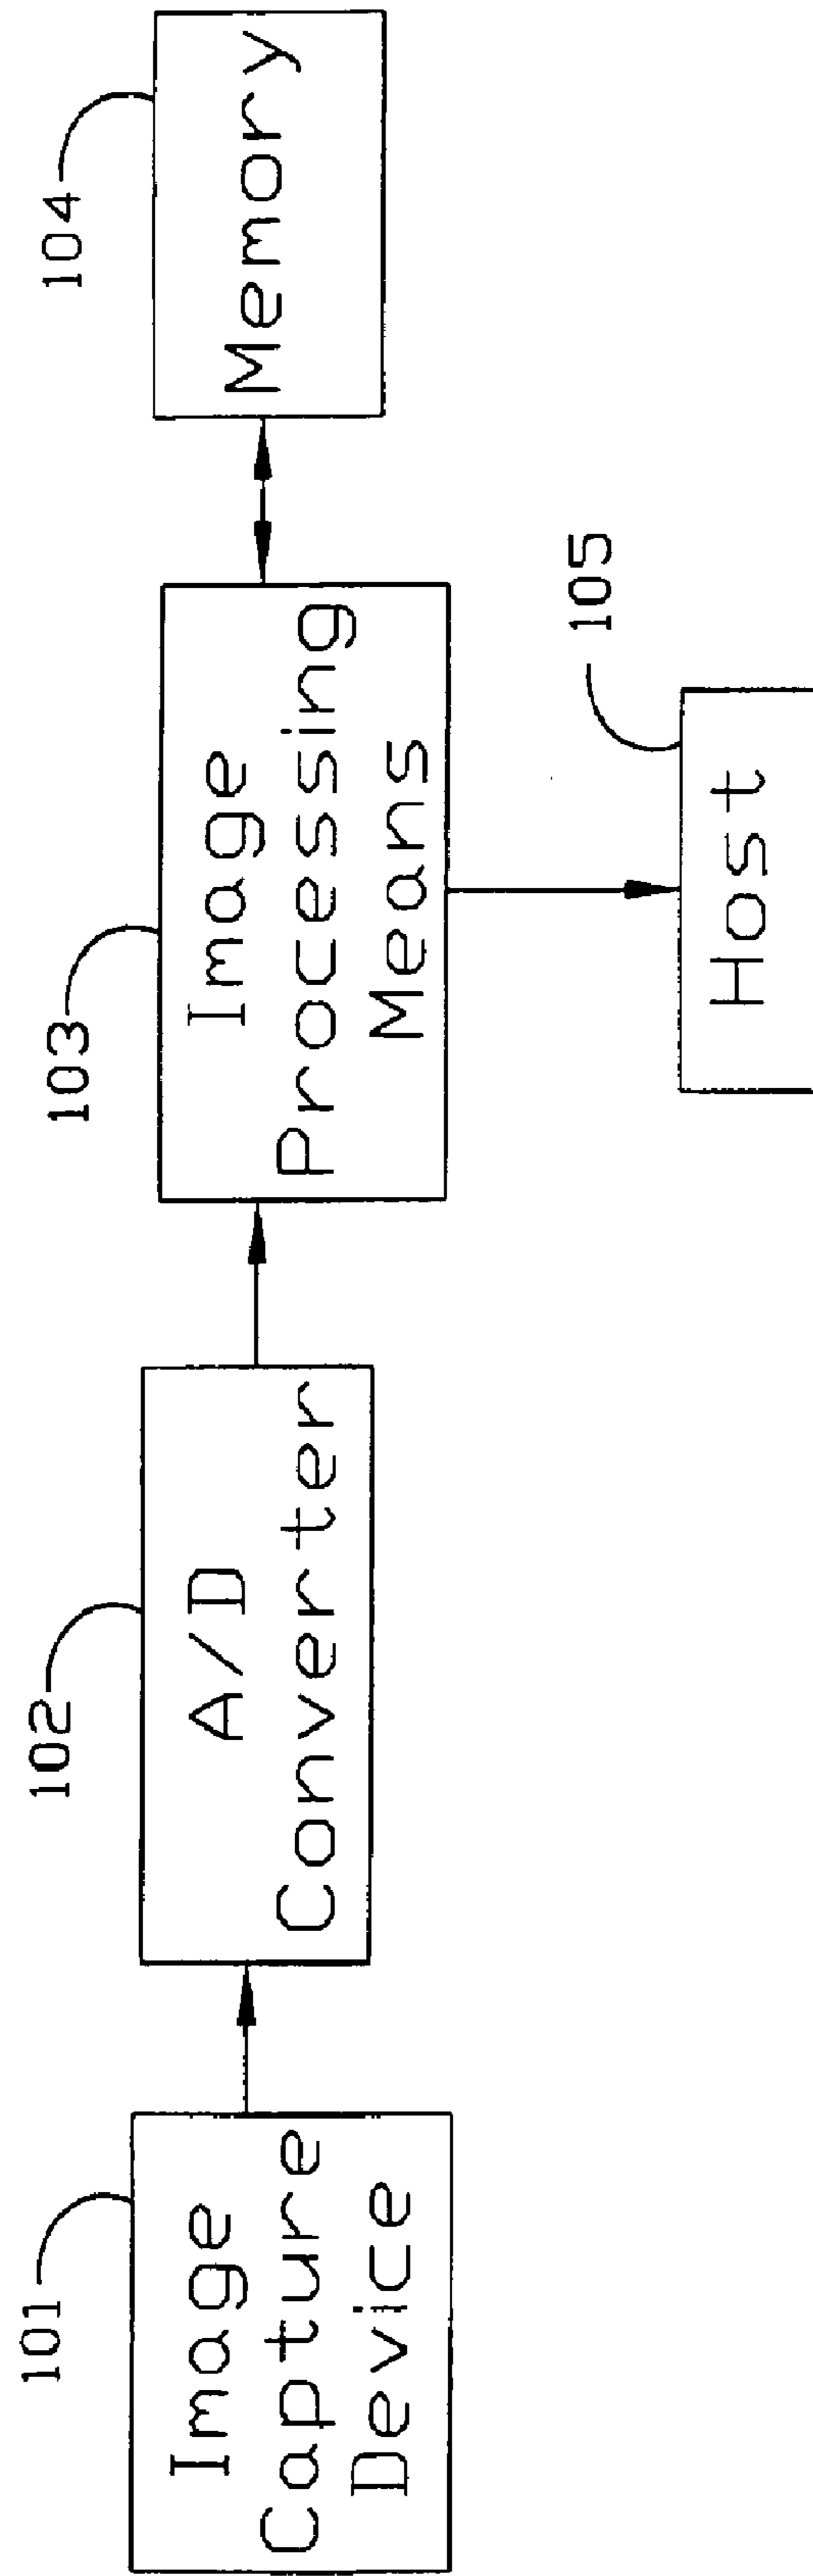 101
Image
Capture
Device
102
A/D
Converter
103
Image
Processing
Means
104
Memory
105
Host